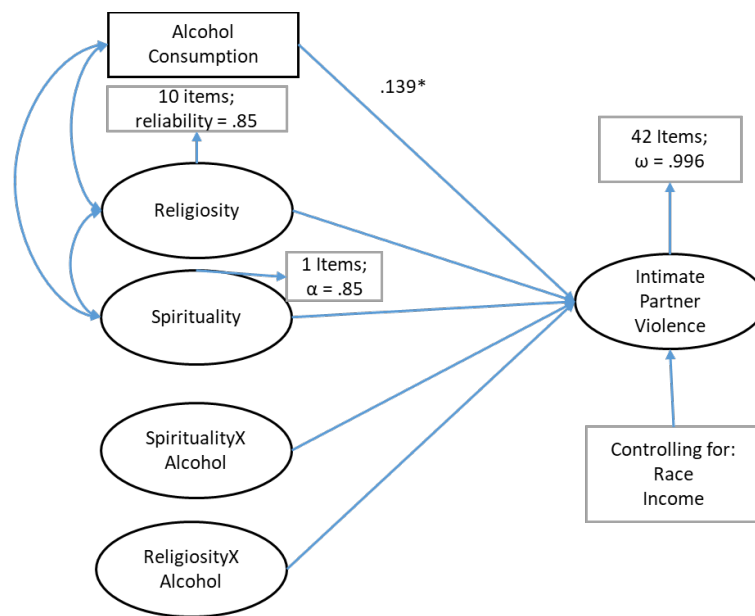 Alcohol
Consumption
.139*
10 items;
reliability = .85
42 Items;
ω = .996
Religiosity
1 Items;
α = .85
Spirituality
Intimate
Partner
Violence
SpiritualityX
Alcohol
Controlling for:
Race
Income
ReligiosityX
Alcohol